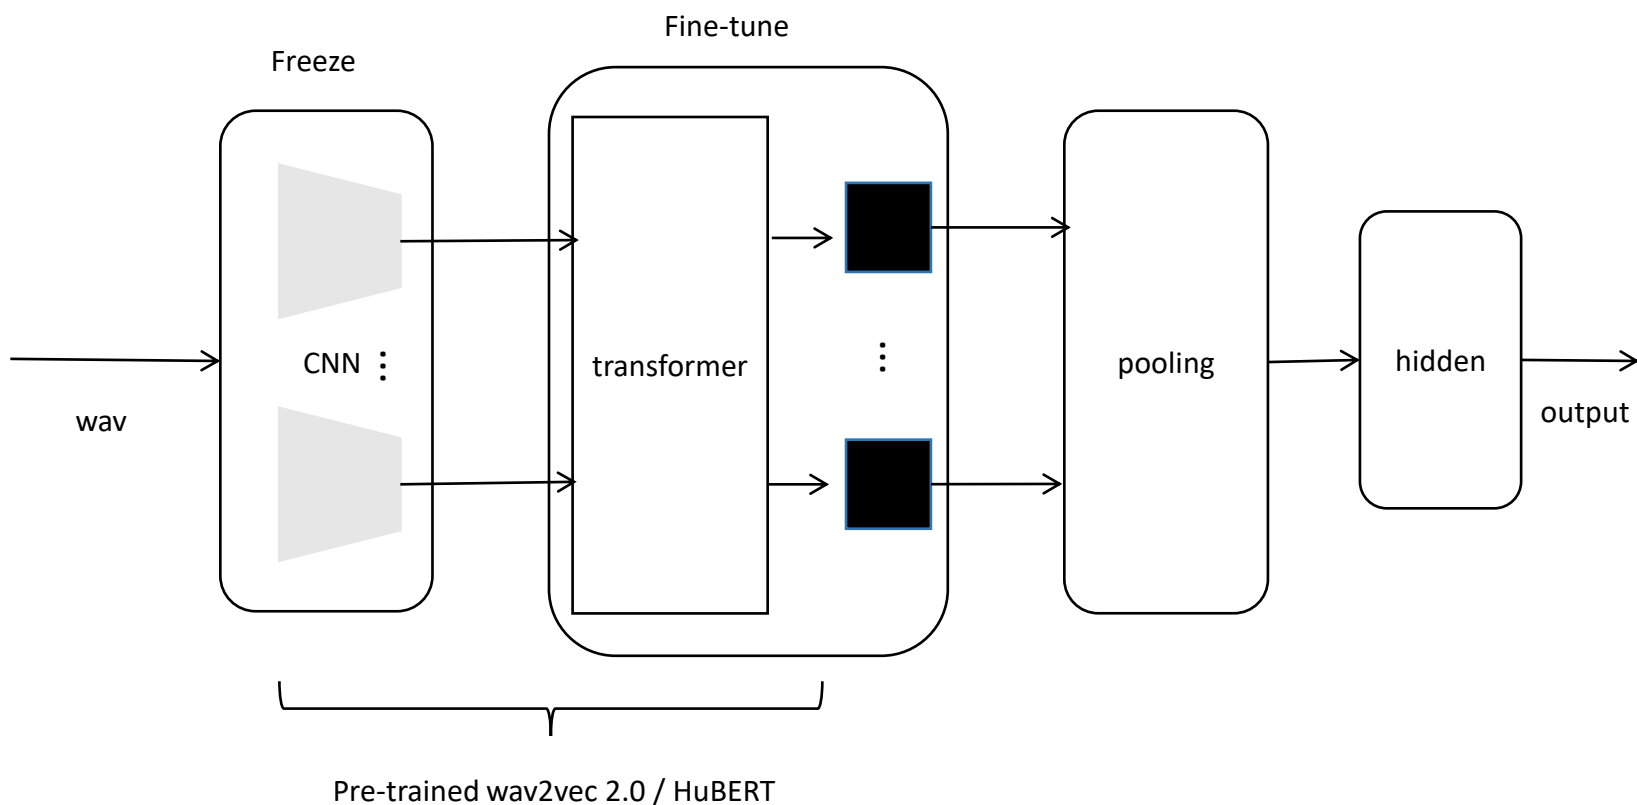 Fine-tune
Freeze
CNN
transformer
pooling
hidden
wav
output
Pre-trained wav2vec 2.0 / HuBERT